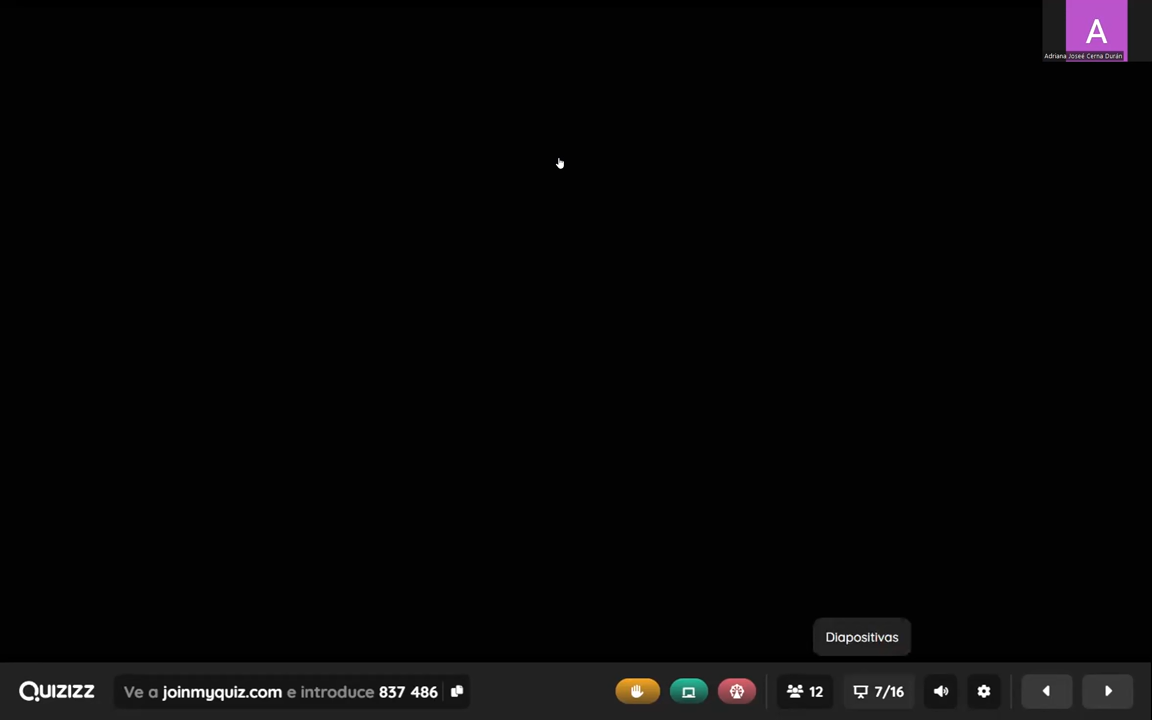 A
Adriana Joseé Cerna Durán
Diapositivas
Quizizz
Ve a joinmyquiz.com e introduce 837 486
12
7/16